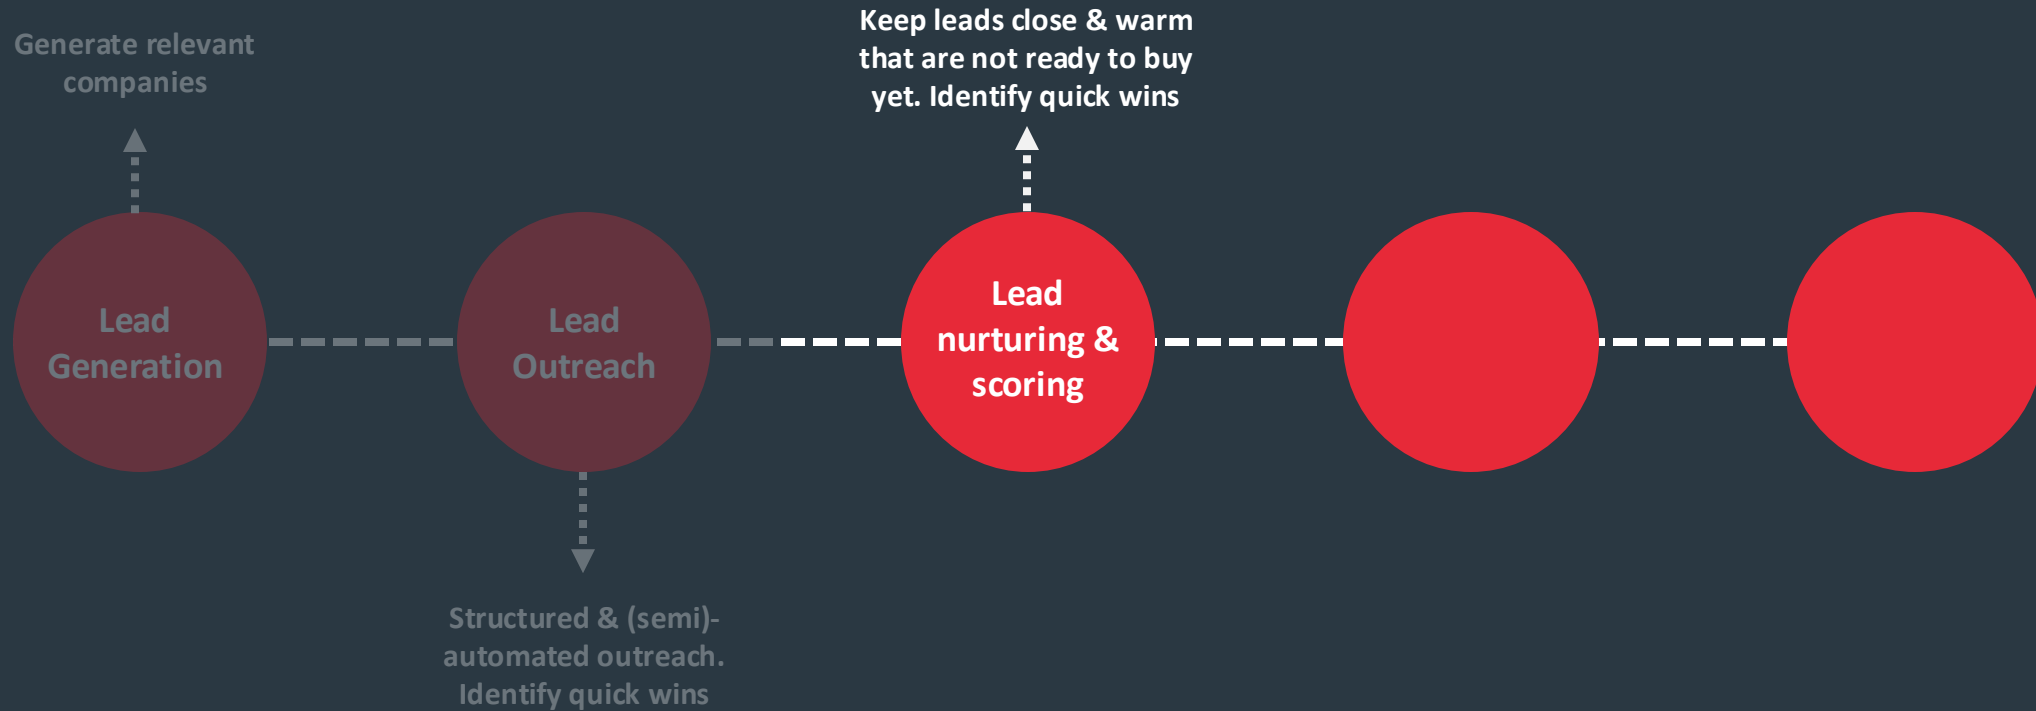 Generate relevant
companies
Lead
Generation
Lead
Outreach
Structured & (semi)-
automated outreach.
Identify quick wins
Keep leads close & warm
that are not ready to buy
yet. Identify quick wins
Lead
nurturing &
scoring